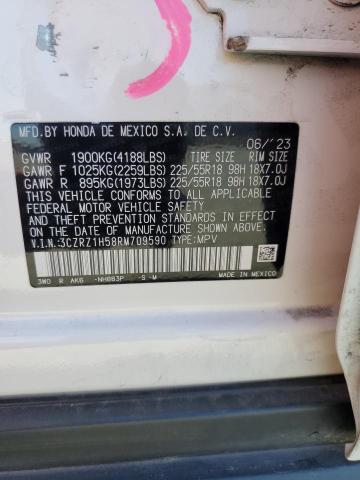 MFD.BY HONDA DE MEXICO S.A. DE C.V.
06/'23
GVWR 1900KG(4188LBS) TIRE SIZE RIM SIZE
GAWR F 1025KG(2259LBS) 225/55R18 98H 18X7.0J
GAWR R 895KG(1973LBS) 225/55R18 98H 18X7.0J
THIS VEHICLE CONFORMS TO ALL APPLICABLE
FEDERAL MOTOR VEHICLE SAFETY AND THEFT
PREVENTION STANDARDS IN EFFECT ON THE DATE
OF MANUFACTURE SHOWN ABOVE.
V.I.N.:3CZRZ1H58RM709590 TYPE:MPV
3W0 R AK6 -NH883P -S -M MADE IN MEXICO